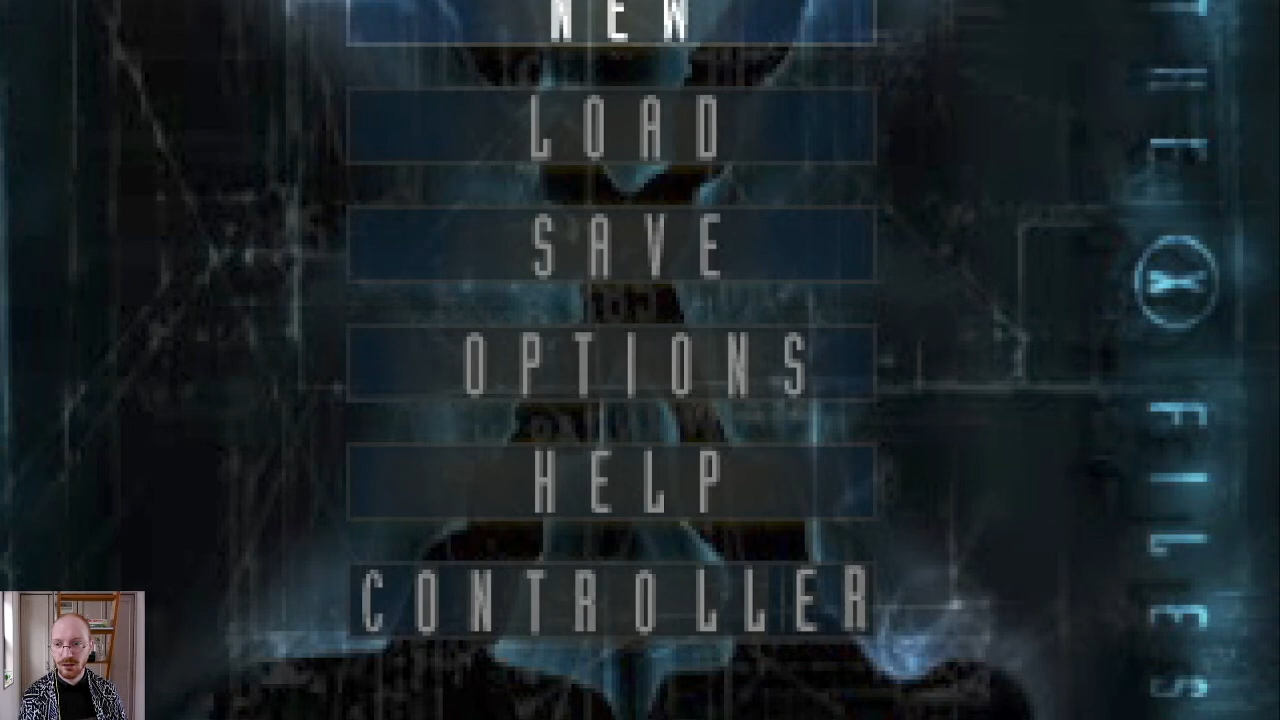 NEW
LOAD
SAVE
OPTIONS
HELP
CONTROLLER
THE X FILES